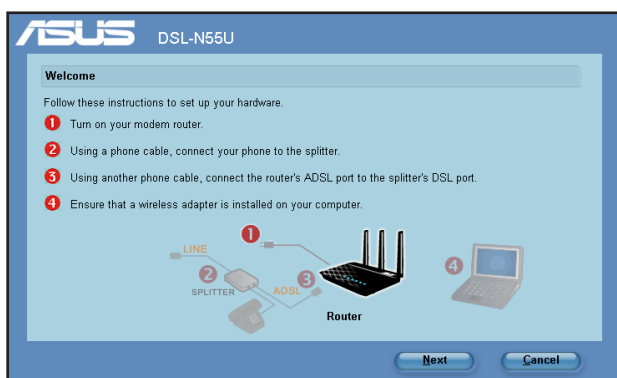 ASUS DSL-N55U
Welcome
Follow these instructions to set up your hardware.
1 Turn on your modem router.
2 Using a phone cable, connect your phone to the splitter.
3 Using another phone cable, connect the router's ADSL port to the splitter's DSL port.
4 Ensure that a wireless adapter is installed on your computer.
1
LINE
2
SPLITTER
ADSL
3
4
Router
Next Cancel